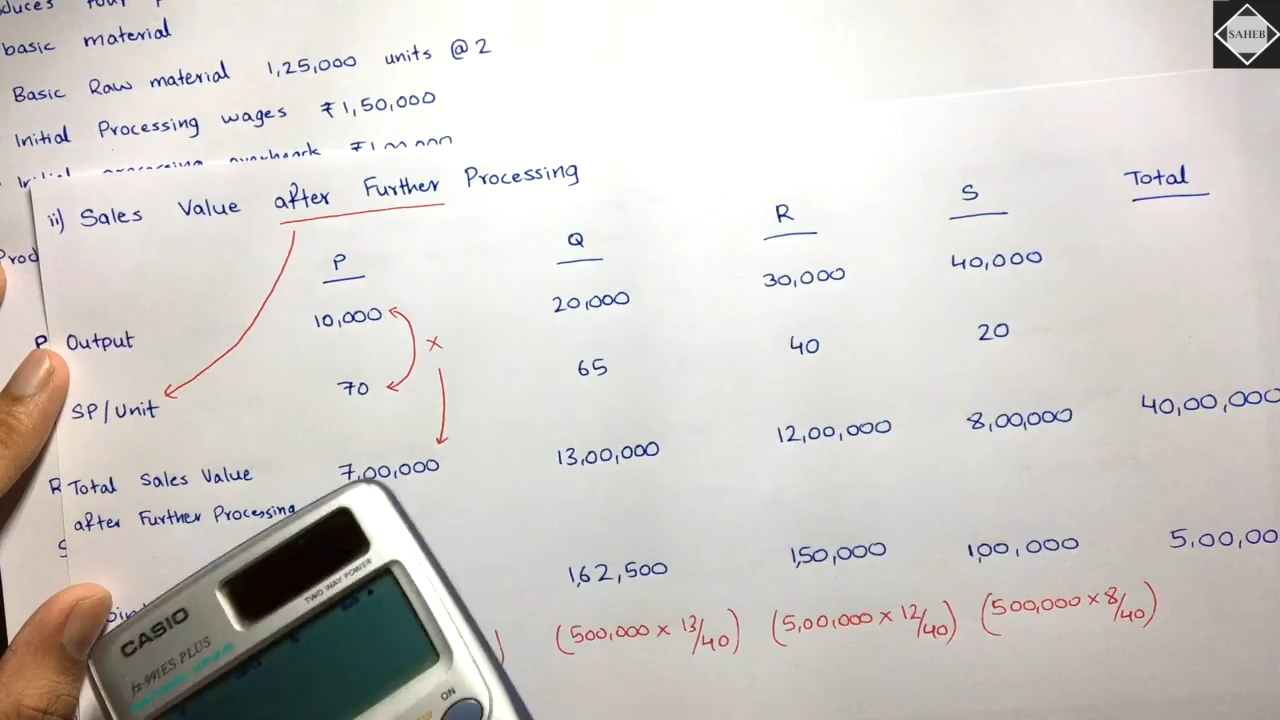 basic material
Basic Raw material 1,25,000 units @ 2
Initial Processing wages ₹1,50,000
ii) Sales Value after Further Processing
P Q R S Total
Output 10,000 20,000 30,000 40,000
×
SP/Unit 70 65 40 20
Total Sales Value 7,00,000 13,00,000 12,00,000 8,00,000 40,00,000
after Further Processing
1,62,500 1,50,000 1,00,000 5,00,00
(500,000 × 13/40) (5,00,000 × 12/40) (500,000 × 8/40)
CASIO
fx-991ES PLUS
TWO WAY POWER
ON
SAHEB